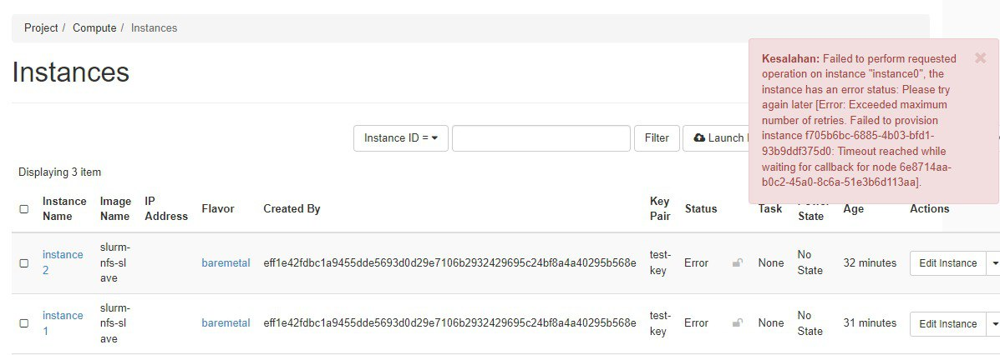 Project / Compute / Instances
Instances
Kesalahan: Failed to perform requested
operation on instance "instance0", the
instance has an error status: Please try
again later [Error: Exceeded maximum
number of retries. Failed to provision
instance f705b6bc-6885-4b03-bfd1-
93b9ddf375d0: Timeout reached while
waiting for callback for node 6e8714aa-
b0c2-45a0-8c6a-51e3b6d113aa].
Instance ID = Filter Launch
Displaying 3 item
Instance Name Image Name IP Address Flavor Created By Key Pair Status Task Power State Age Actions
instance 2 slurm-nfs-slave baremetal eff1e42fdbc1a9455dde5693d0d29e7106b2932429695c24bf8a4a40295b568e test-key Error None No State 32 minutes Edit Instance
instance 1 slurm-nfs-slave baremetal eff1e42fdbc1a9455dde5693d0d29e7106b2932429695c24bf8a4a40295b568e test-key Error None No State 31 minutes Edit Instance